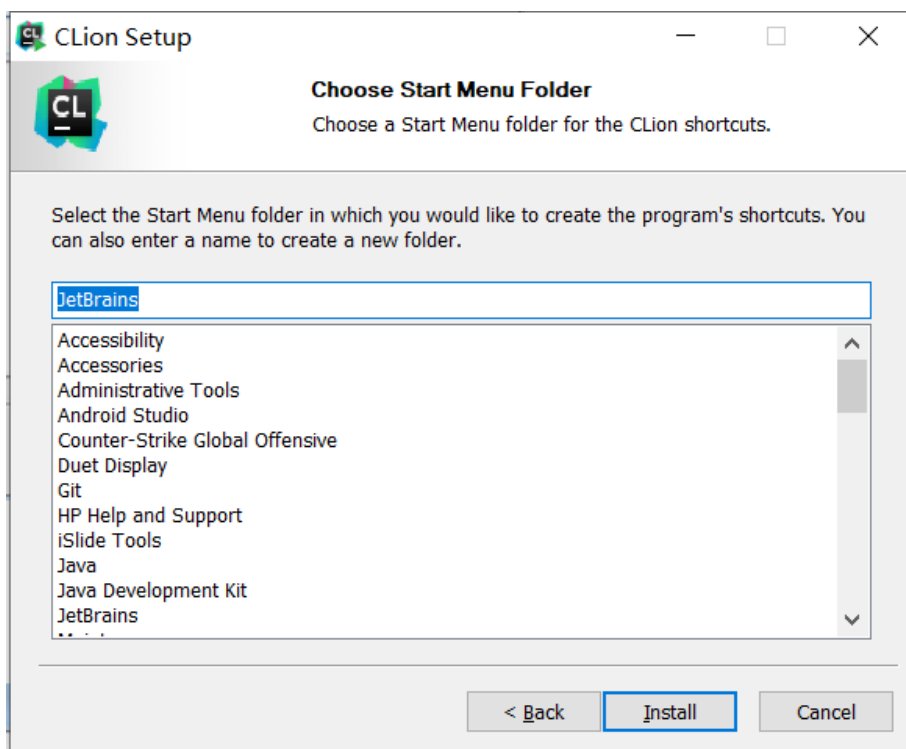 CL
CLion Setup
CL
Choose Start Menu Folder
Choose a Start Menu folder for the CLion shortcuts.
Select the Start Menu folder in which you would like to create the program's shortcuts. You
can also enter a name to create a new folder.
JetBrains
Accessibility
Accessories
Administrative Tools
Android Studio
Counter-Strike Global Offensive
Duet Display
Git
HP Help and Support
iSlide Tools
Java
Java Development Kit
JetBrains
< Back
Install
Cancel